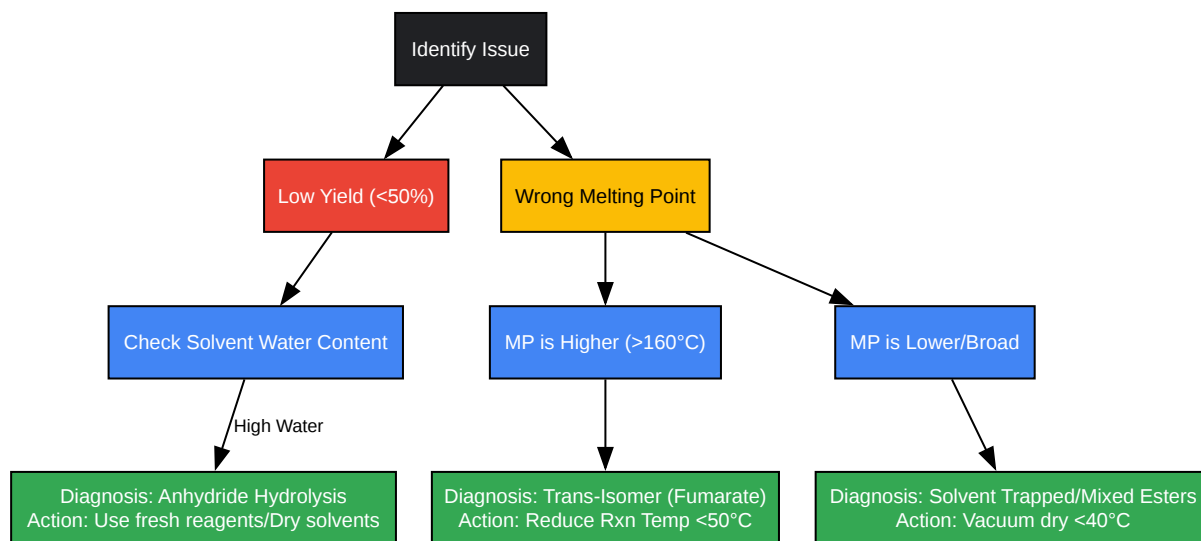 Identify Issue
Low Yield (<50%)
Wrong Melting Point
Check Solvent Water Content
MP is Higher (>160°C)
MP is Lower/Broad
High Water
Diagnosis: Anhydride Hydrolysis
Action: Use fresh reagents/Dry solvents
Diagnosis: Trans-Isomer (Fumarate)
Action: Reduce Rxn Temp <50°C
Diagnosis: Solvent Trapped/Mixed Esters
Action: Vacuum dry <40°C